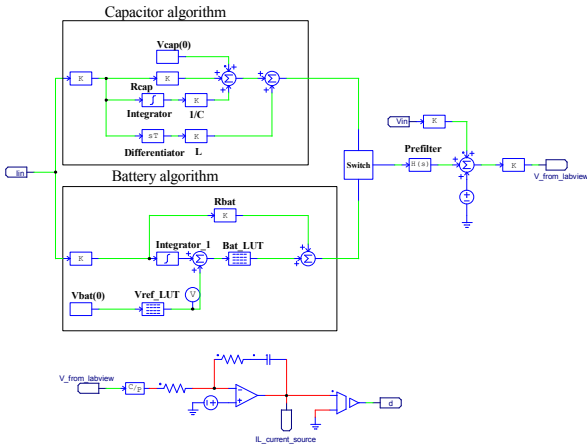 Capacitor algorithm
Vcap(0)
K
K
Rcap
∫
K
Integrator
1/C
sT
K
Differentiator
L
Iin
Vin
K
Prefilter
Switch
H(s)
K
V_from_labview
Battery algorithm
Rbat
K
Integrator_1
Bat_LUT
K
∫
Vbat(0)
Vref_LUT
V
V_from_labview
C/p
d
IL_current_source